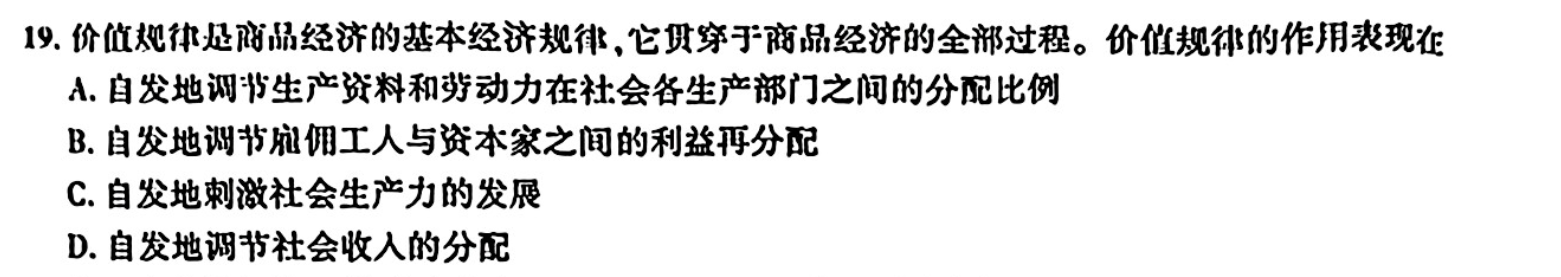 19. 价值规律是商品经济的基本经济规律,它贯穿于商品经济的全部过程。价值规律的作用表现在
A. 自发地调节生产资料和劳动力在社会各生产部门之间的分配比例
B. 自发地调节雇佣工人与资本家之间的利益再分配
C. 自发地刺激社会生产力的发展
D. 自发地调节社会收入的分配